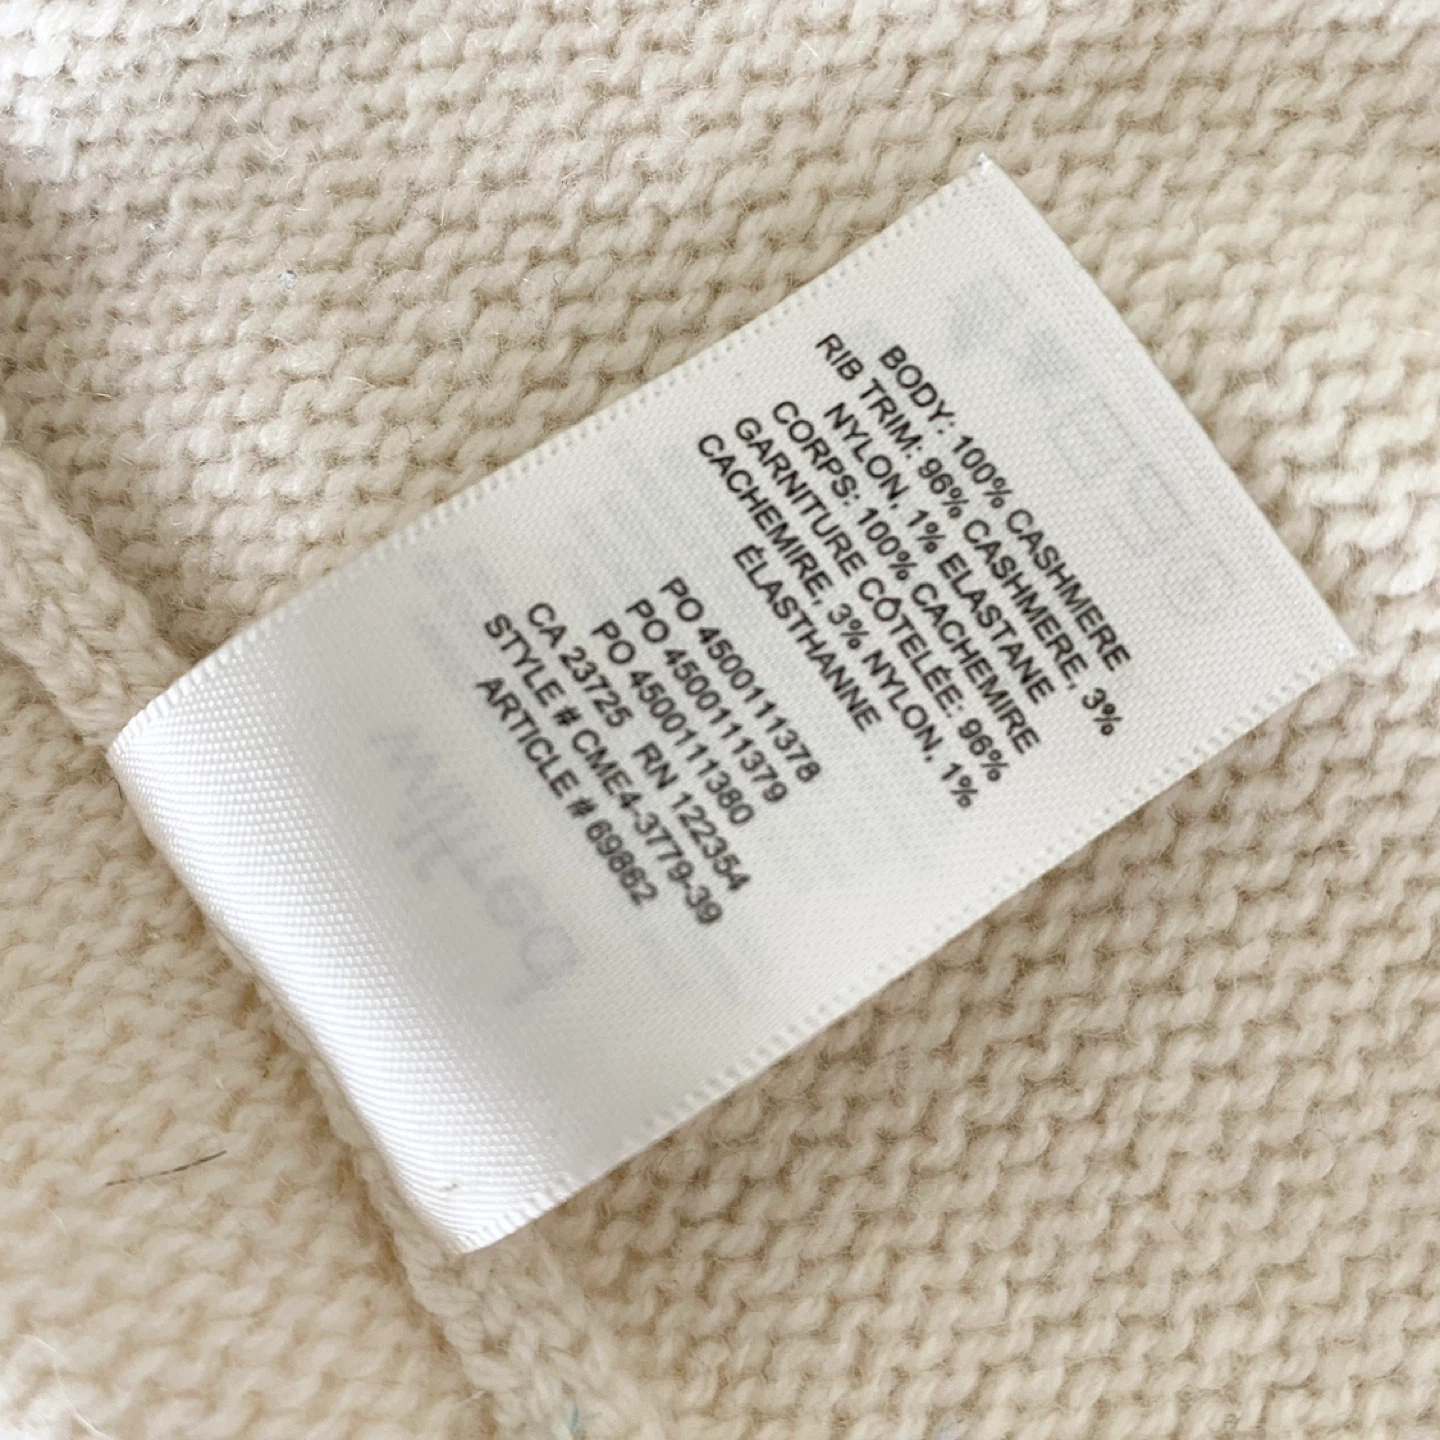 BODY: 100% CASHMERE
RIB TRIM: 96% CASHMERE, 3%
NYLON, 1% ELASTANE
CORPS: 100% CACHEMIRE
GARNITURE CÔTELÉE: 96%
CACHEMIRE, 3% NYLON, 1%
ÉLASTHANNE
PO 4500111378
PO 4500111379
PO 4500111380
CA 23725 RN 122354
STYLE # CME4-3779-39
ARTICLE # 69862